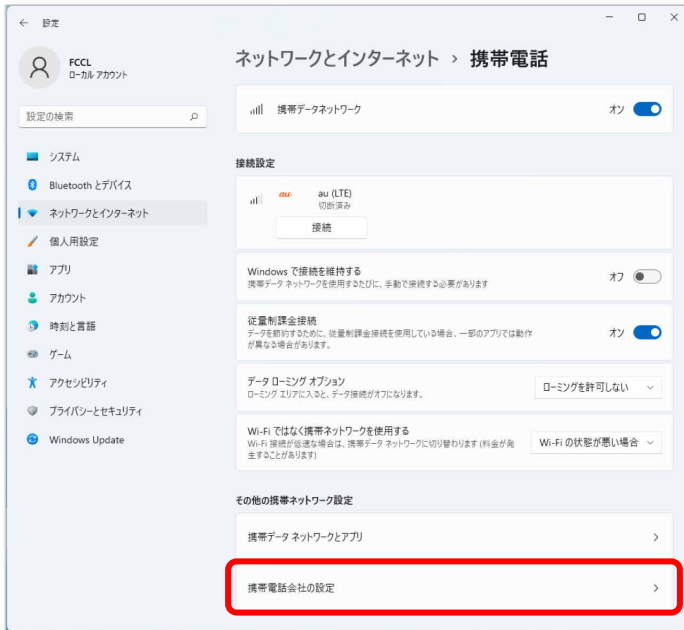 設定
FCCL
ローカル アカウント
設定の検索
システム
Bluetooth とデバイス
ネットワークとインターネット
個人用設定
アプリ
アカウント
時刻と言語
ゲーム
アクセシビリティ
プライバシーとセキュリティ
Windows Update
ネットワークとインターネット › 携帯電話
携帯データネットワーク
オン
接続設定
au
au (LTE)
切断済み
接続
Windows で接続を維持する
携帯データ ネットワークを使用するたびに、手動で接続する必要があります
オフ
従量制課金接続
データを節約するために、従量制課金接続を使用している場合、一部のアプリでは動作
が異なる場合があります。
オン
データ ローミング オプション
ローミング エリアに入ると、データ接続がオフになります。
ローミングを許可しない
Wi-Fi ではなく携帯ネットワークを使用する
Wi-Fi 接続が低速な場合は、携帯データ ネットワークに切り替わります (料金が発
生することがあります)
Wi-Fi の状態が悪い場合
その他の携帯ネットワーク設定
携帯データ ネットワークとアプリ
携帯電話会社の設定